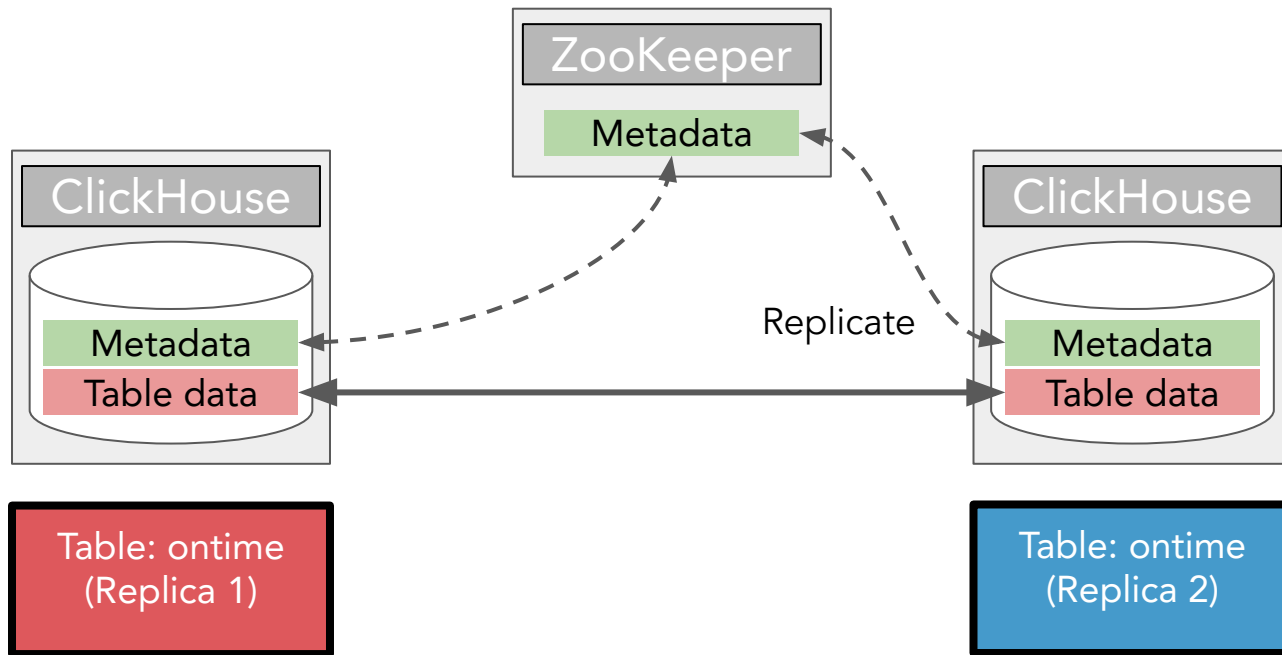 ZooKeeper
Metadata
ClickHouse
Metadata
Table data
Replicate
ClickHouse
Metadata
Table data
Table: ontime
(Replica 1)
Table: ontime
(Replica 2)